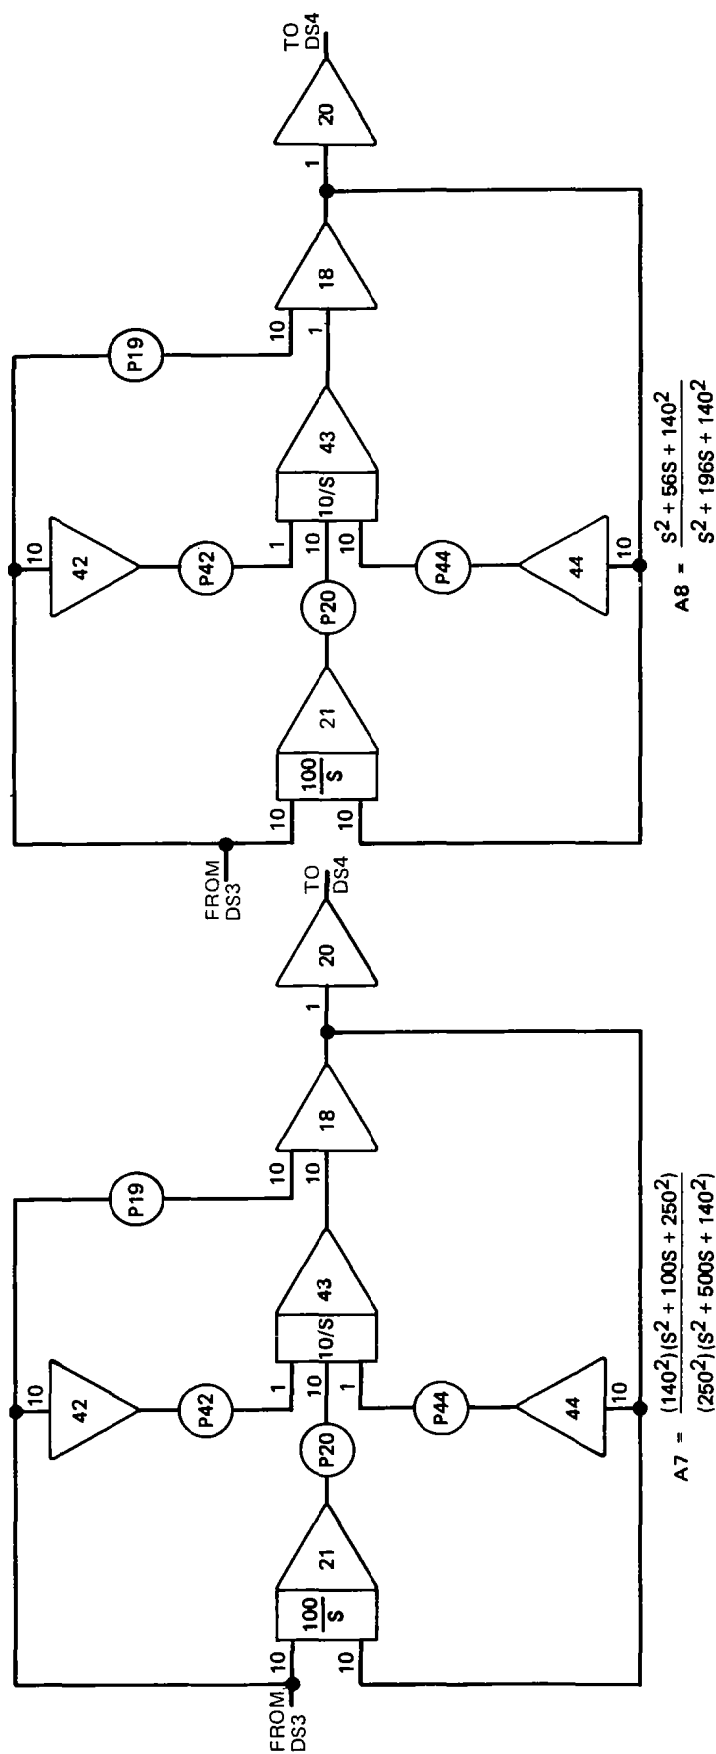 FROM
DS3
10
10
100
S
21
P20
10
42
P42
1
10
1
10/S
43
P44
44
10
P19
10
10
18
1
20
TO
DS4
A7 = (140²)(S² + 100S + 250²)
(250²)(S² + 500S + 140²)
FROM
DS3
10
10
100
S
21
P20
10
42
P42
1
10
10
10/S
43
P44
44
10
P19
10
1
18
1
20
TO
DS4
A8 = S² + 56S + 140²
S² + 196S + 140²